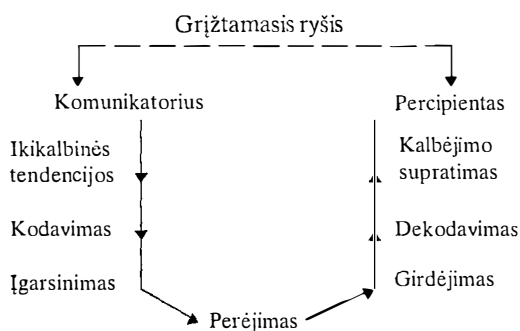 Grįžtamasis ryšis
Komunikatorius
Percipientas
Ikikalbinės
tendencijos
Kalbėjimo
supratimas
Kodavimas
Dekodavimas
Įgarsinimas
Girdėjimas
Perėjimas